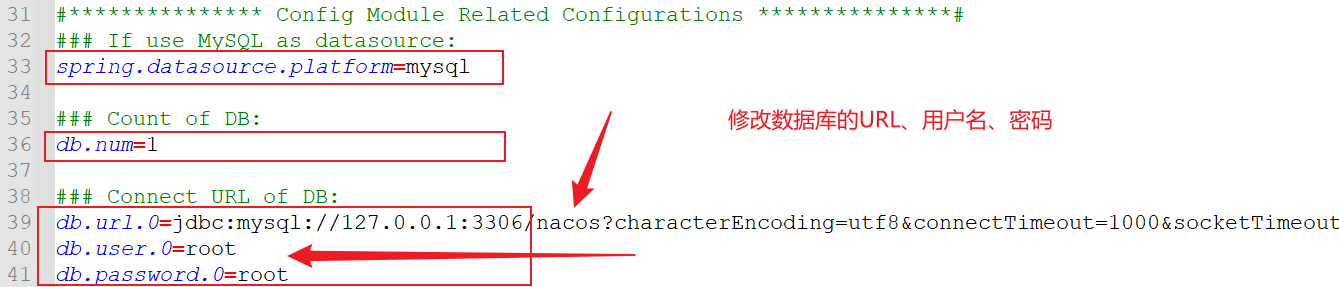 31 #*************** Config Module Related Configurations ***************#
32 ### If use MySQL as datasource:
33 spring.datasource.platform=mysql
34
35 ### Count of DB:
修改数据库的URL、用户名、密码
36 db.num=1
37
38 ### Connect URL of DB:
39 db.url.0=jdbc:mysql://127.0.0.1:3306/nacos?characterEncoding=utf8&connectTimeout=1000&socketTimeout
40 db.user.0=root
41 db.password.0=root